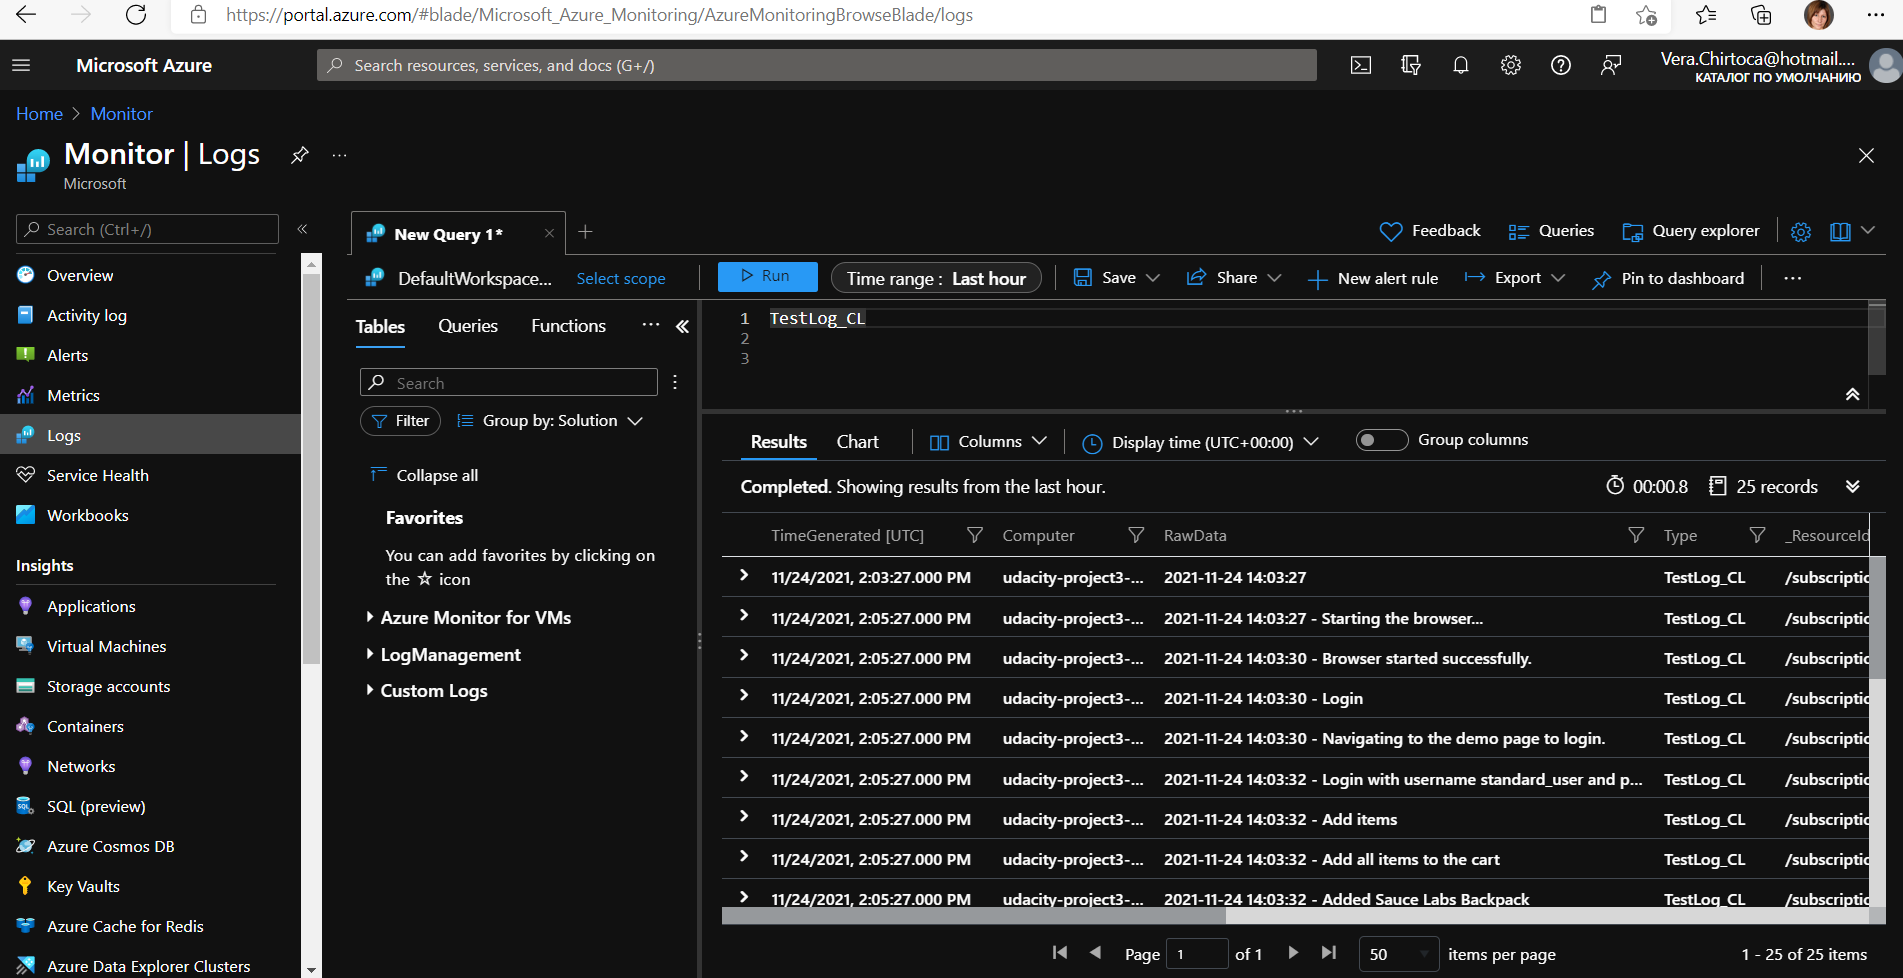 https://portal.azure.com/#blade/Microsoft_Azure_Monitoring/AzureMonitoringBrowseBlade/logs
Microsoft Azure
Search resources, services, and docs (G+/)
Vera.Chirtoca@hotmail....
КАТАЛОГ ПО УМОЛЧАНИЮ
Home > Monitor
Monitor | Logs
Microsoft
Search (Ctrl+/)
Overview
Activity log
Alerts
Metrics
Logs
Service Health
Workbooks
Insights
Applications
Virtual Machines
Storage accounts
Containers
Networks
SQL (preview)
Azure Cosmos DB
Key Vaults
Azure Cache for Redis
Azure Data Explorer Clusters
New Query 1*
Feedback Queries Query explorer
DefaultWorkspace... Select scope
Run Time range : Last hour Save Share New alert rule Export Pin to dashboard
Tables Queries Functions
Search
Filter Group by: Solution
Collapse all
Favorites
You can add favorites by clicking on
the ☆ icon
Azure Monitor for VMs
LogManagement
Custom Logs
1 TestLog_CL
2
3
Results Chart Columns Display time (UTC+00:00) Group columns
Completed. Showing results from the last hour. 00:00.8 25 records
TimeGenerated [UTC] Computer RawData Type _ResourceId
11/24/2021, 2:03:27.000 PM udacity-project3-... 2021-11-24 14:03:27 TestLog_CL /subscriptic
11/24/2021, 2:05:27.000 PM udacity-project3-... 2021-11-24 14:03:27 - Starting the browser... TestLog_CL /subscriptic
11/24/2021, 2:05:27.000 PM udacity-project3-... 2021-11-24 14:03:30 - Browser started successfully. TestLog_CL /subscriptic
11/24/2021, 2:05:27.000 PM udacity-project3-... 2021-11-24 14:03:30 - Login TestLog_CL /subscriptic
11/24/2021, 2:05:27.000 PM udacity-project3-... 2021-11-24 14:03:30 - Navigating to the demo page to login. TestLog_CL /subscriptic
11/24/2021, 2:05:27.000 PM udacity-project3-... 2021-11-24 14:03:32 - Login with username standard_user and p... TestLog_CL /subscriptic
11/24/2021, 2:05:27.000 PM udacity-project3-... 2021-11-24 14:03:32 - Add items TestLog_CL /subscriptic
11/24/2021, 2:05:27.000 PM udacity-project3-... 2021-11-24 14:03:32 - Add all items to the cart TestLog_CL /subscriptic
11/24/2021, 2:05:27.000 PM udacity-project3-... 2021-11-24 14:03:32 - Added Sauce Labs Backpack TestLog_CL /subscriptic
Page 1 of 1 50 items per page 1 - 25 of 25 items